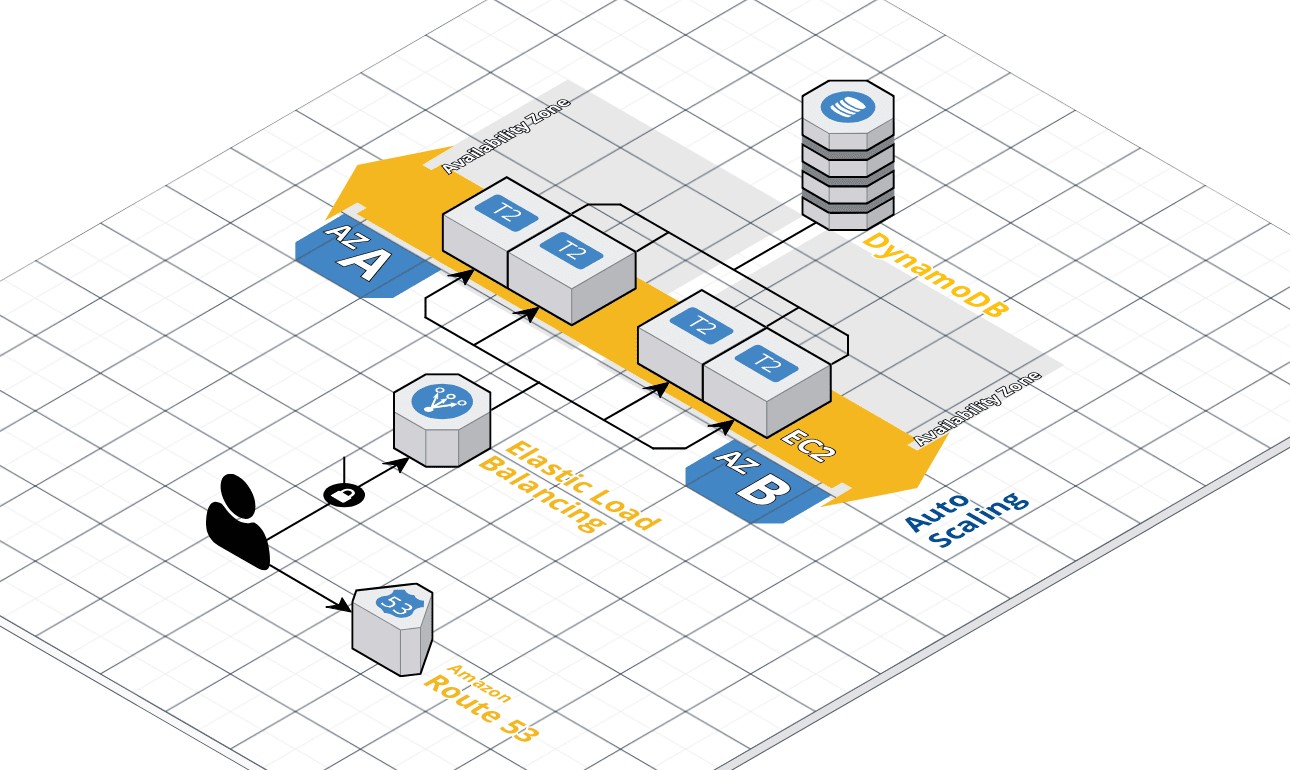 Availability Zone
AZ A
T2
T2
DynamoDB
T2
T2
Availability Zone
EC2
AZ B
Elastic Load
Balancing
Auto
Scaling
53
Amazon
Route 53